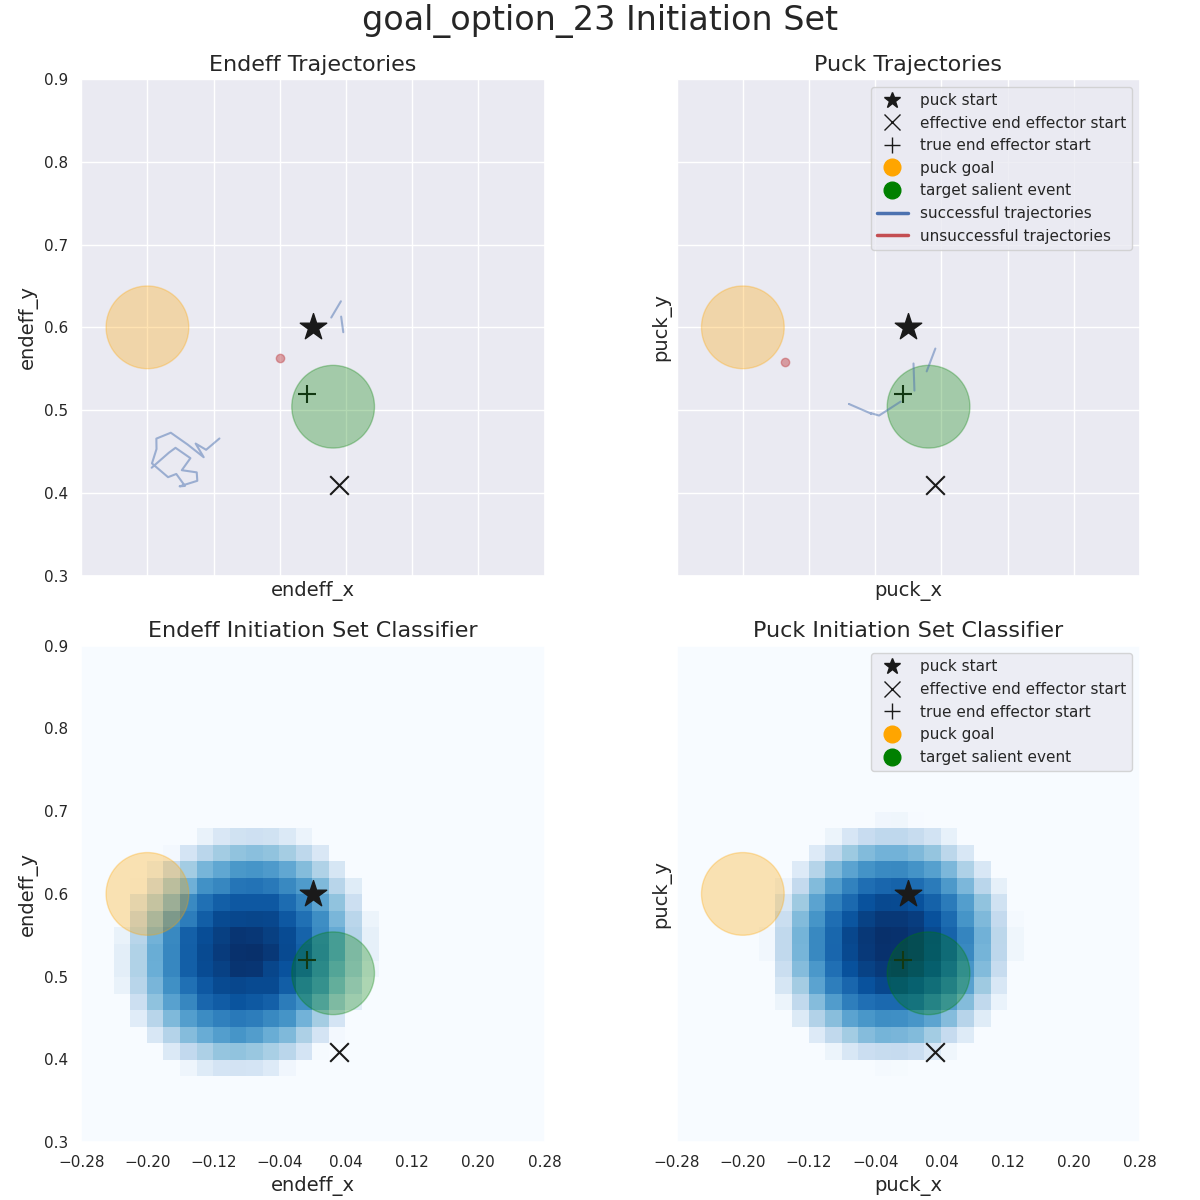 goal_option_23 Initiation Set
Endeff Trajectories
0.9
0.8
0.7
0.6
0.5
0.4
0.3
endeff_y
endeff_x
Puck Trajectories
puck start
effective end effector start
true end effector start
puck goal
target salient event
successful trajectories
unsuccessful trajectories
puck_y
puck_x
Endeff Initiation Set Classifier
0.9
0.8
0.7
0.6
0.5
0.4
0.3
endeff_y
−0.28 −0.20 −0.12 −0.04 0.04 0.12 0.20 0.28
endeff_x
Puck Initiation Set Classifier
puck start
effective end effector start
true end effector start
puck goal
target salient event
puck_y
−0.28 −0.20 −0.12 −0.04 0.04 0.12 0.20 0.28
puck_x